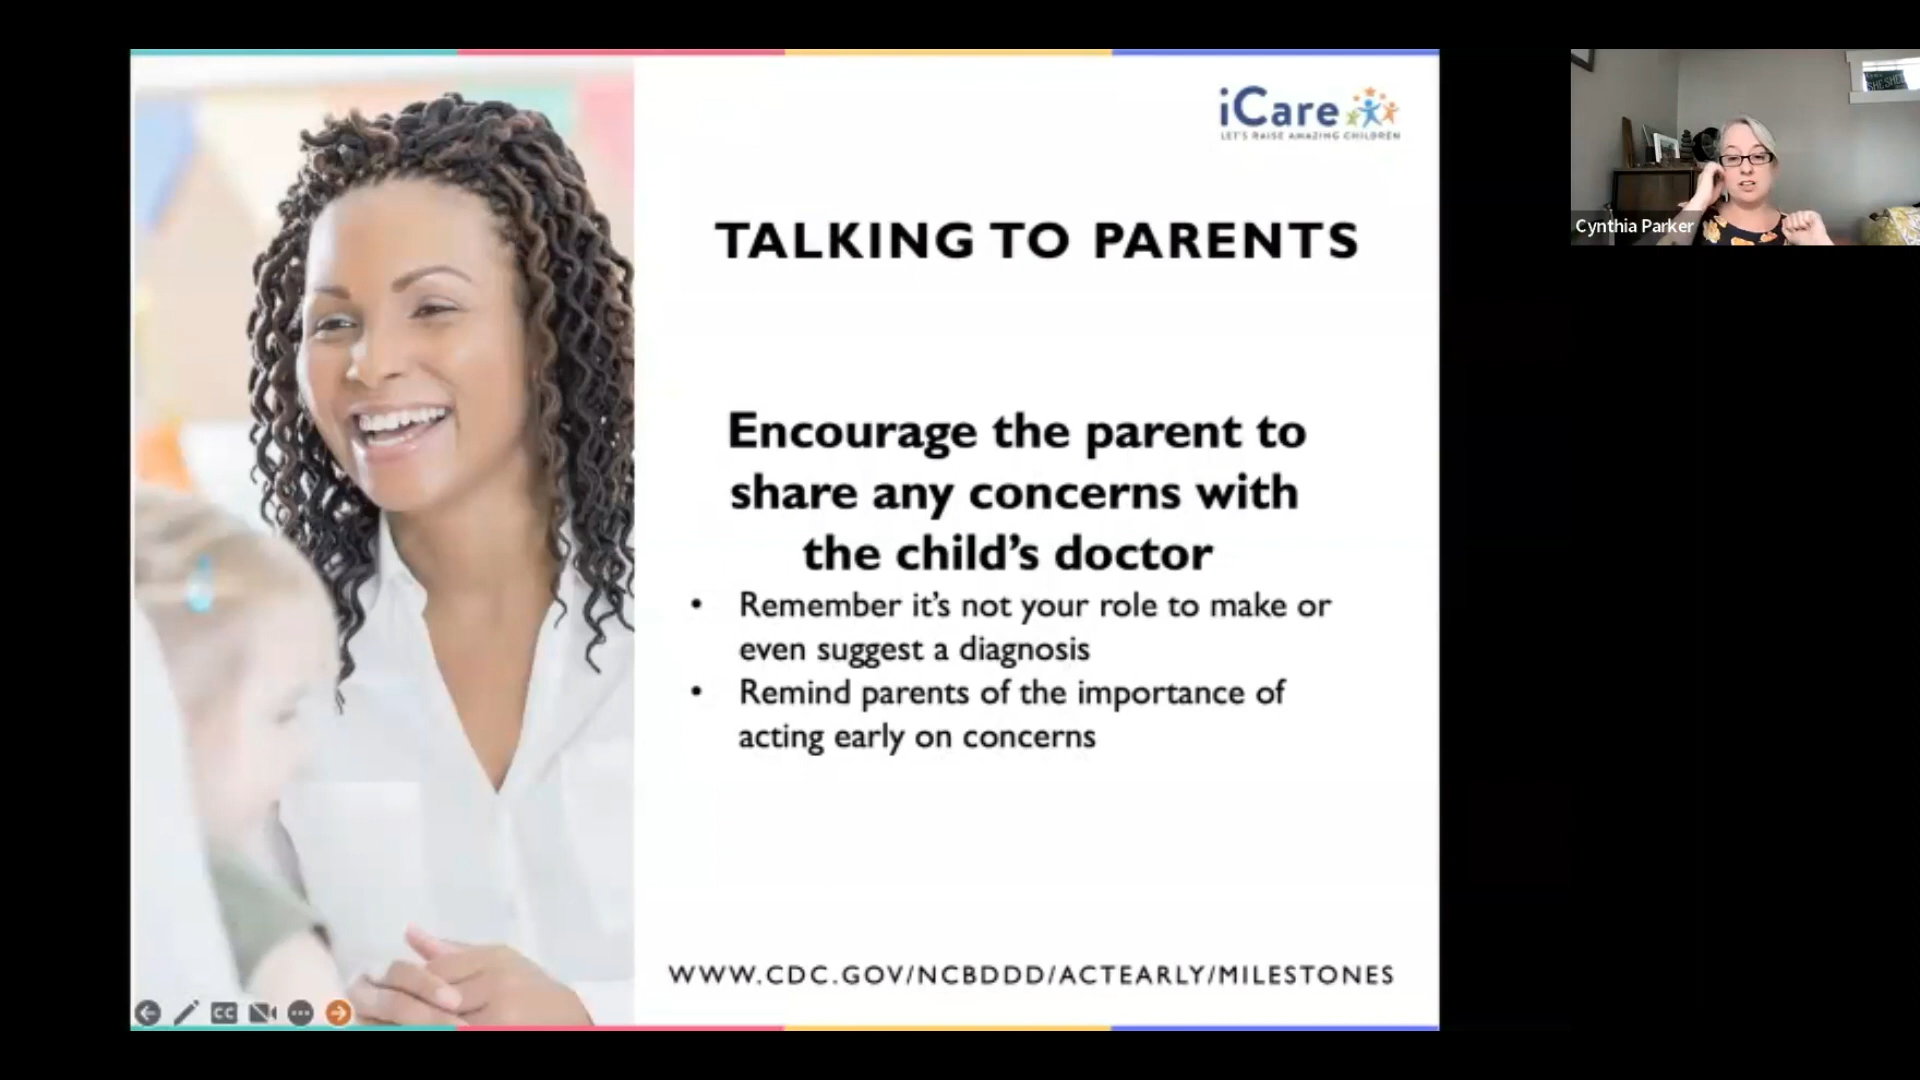 iCare
LET'S RAISE AMAZING CHILDREN
TALKING TO PARENTS
Encourage the parent to
share any concerns with
the child's doctor
• Remember it's not your role to make or
even suggest a diagnosis
• Remind parents of the importance of
acting early on concerns
WWW.CDC.GOV/NCBDDD/ACTEARLY/MILESTONES
CC
Cynthia Parker